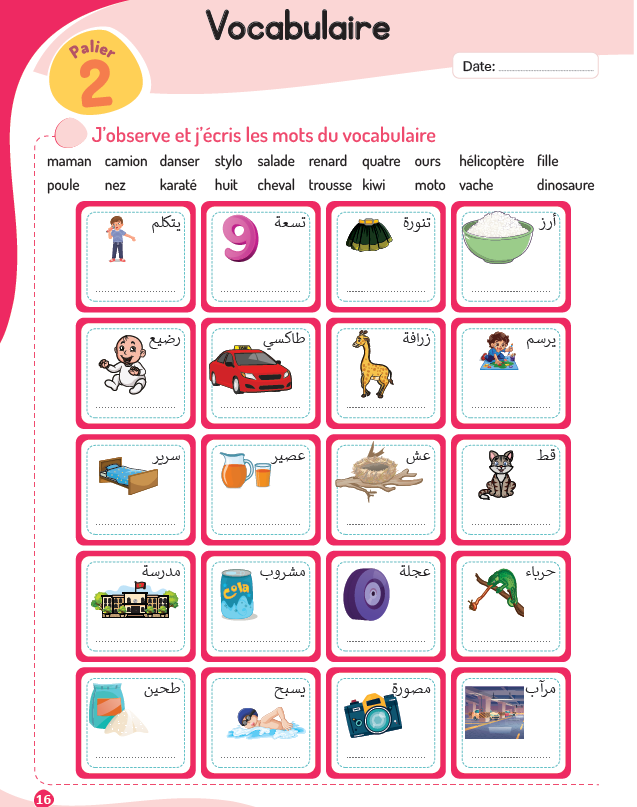 Vocabulaire
Palier
2
Date:
J'observe et j'écris les mots du vocabulaire
maman camion danser stylo salade renard quatre ours hélicoptère fille
poule nez karaté huit cheval trousse kiwi moto vache dinosaure
يتكلم
9 تسعة
تنورة
أرز
رضيع
طاكسي
زرافة
يرسم
سرير
عصير
عش
قط
مدرسة
مشروب
cola
عجلة
حرباء
طحين
يسبح
مصورة
مرآب
16